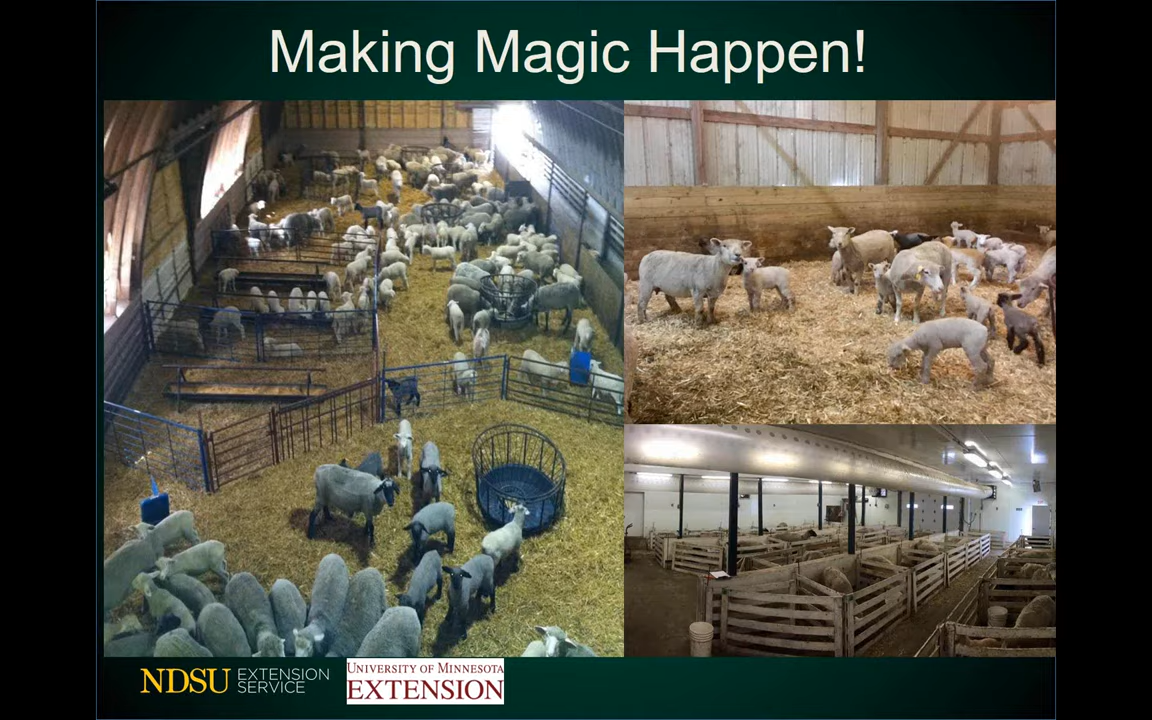 Making Magic Happen!
NDSU EXTENSION
SERVICE
UNIVERSITY OF MINNESOTA
EXTENSION